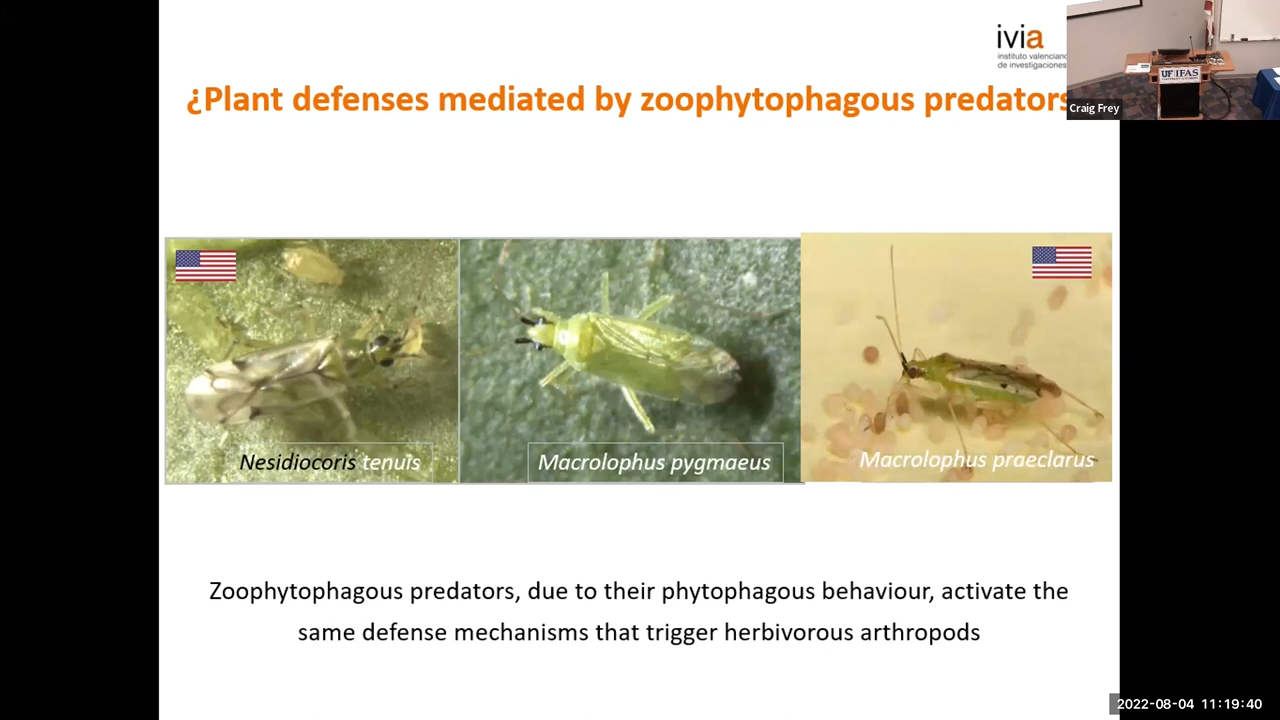 ivia
instituto valenciano
de investigaciones
¿Plant defenses mediated by zoophytophagous predators
UF IFAS
Craig Frey
Nesidiocoris tenuis
Macrolophus pygmaeus
Macrolophus praeclarus
Zoophytophagous predators, due to their phytophagous behaviour, activate the
same defense mechanisms that trigger herbivorous arthropods
2022-08-04 11:19:40